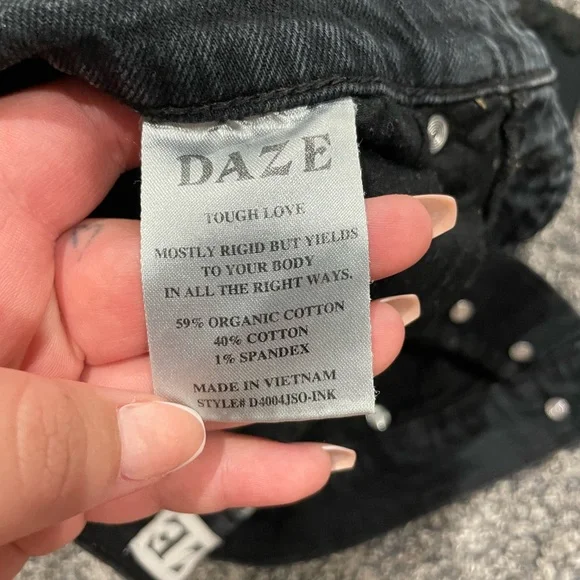 DAZE
TOUGH LOVE
MOSTLY RIGID BUT YIELDS
TO YOUR BODY
IN ALL THE RIGHT WAYS.
59% ORGANIC COTTON
40% COTTON
1% SPANDEX
MADE IN VIETNAM
STYLE# D4004JSO-INK